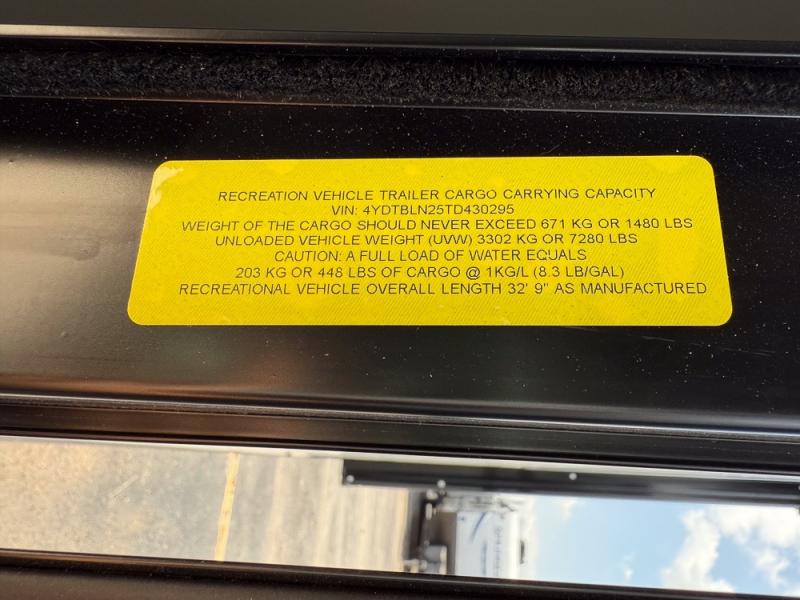 RECREATION VEHICLE TRAILER CARGO CARRYING CAPACITY
VIN: 4YDTBLN25TD430295
WEIGHT OF THE CARGO SHOULD NEVER EXCEED 671 KG OR 1480 LBS
UNLOADED VEHICLE WEIGHT (UVW) 3302 KG OR 7280 LBS
CAUTION: A FULL LOAD OF WATER EQUALS
203 KG OR 448 LBS OF CARGO @ 1KG/L (8.3 LB/GAL)
RECREATIONAL VEHICLE OVERALL LENGTH 32' 9" AS MANUFACTURED